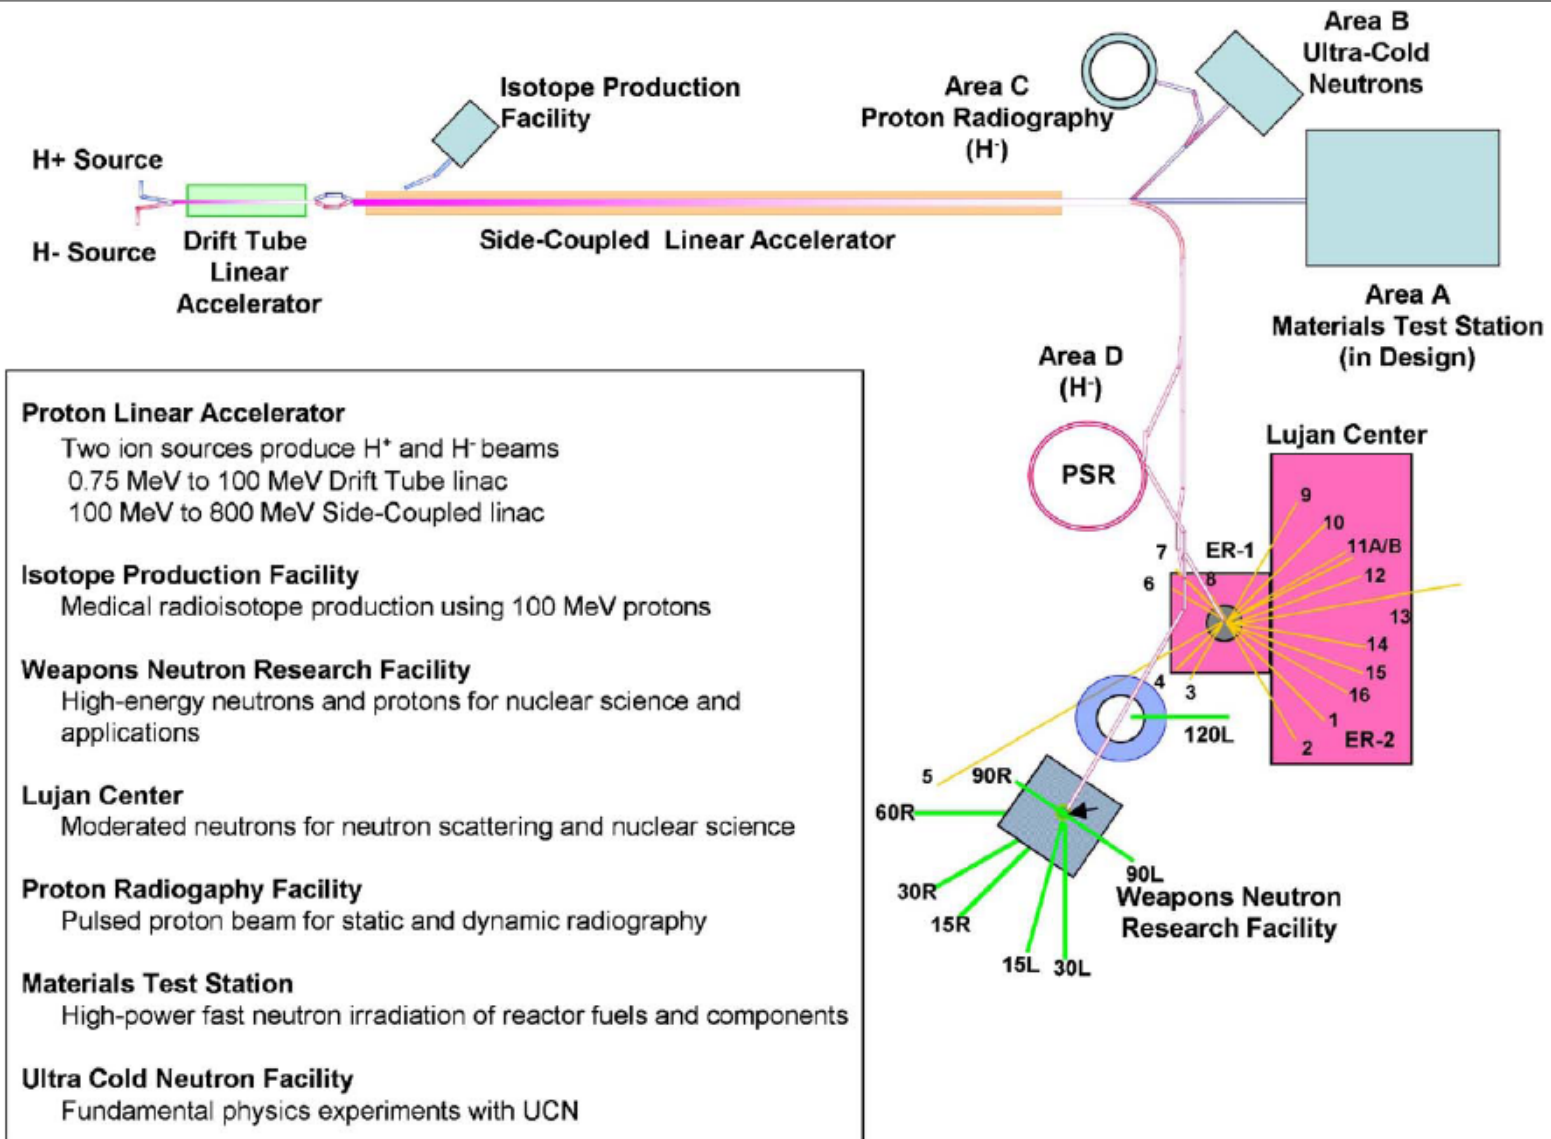 Area B
Ultra-Cold
Neutrons
Isotope Production
Facility
Area C
Proton Radiography
(H-)
H+ Source
H- Source
Drift Tube
Linear
Accelerator
Side-Coupled Linear Accelerator
Area A
Materials Test Station
(in Design)
Area D
(H-)
PSR
Lujan Center
9
10
11A/B
12
13
14
15
16
1
2
ER-2
7
ER-1
6
8
4
3
5
120L
90R
60R
30R
15R
15L
30L
90L
Weapons Neutron
Research Facility
Proton Linear Accelerator
Two ion sources produce H+ and H- beams
0.75 MeV to 100 MeV Drift Tube linac
100 MeV to 800 MeV Side-Coupled linac
Isotope Production Facility
Medical radioisotope production using 100 MeV protons
Weapons Neutron Research Facility
High-energy neutrons and protons for nuclear science and
applications
Lujan Center
Moderated neutrons for neutron scattering and nuclear science
Proton Radiogaphy Facility
Pulsed proton beam for static and dynamic radiography
Materials Test Station
High-power fast neutron irradiation of reactor fuels and components
Ultra Cold Neutron Facility
Fundamental physics experiments with UCN